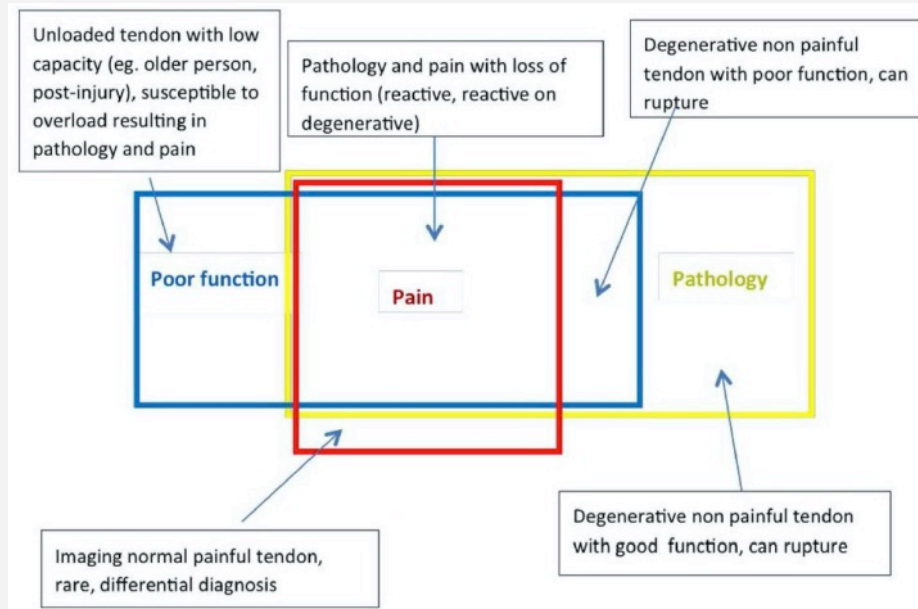 Unloaded tendon with low
capacity (eg. older person,
post-injury), susceptible to
overload resulting in
pathology and pain
Pathology and pain with loss of
function (reactive, reactive on
degenerative)
Degenerative non painful
tendon with poor function, can
rupture
Poor function
Pain
Pathology
Imaging normal painful tendon,
rare, differential diagnosis
Degenerative non painful tendon
with good function, can rupture